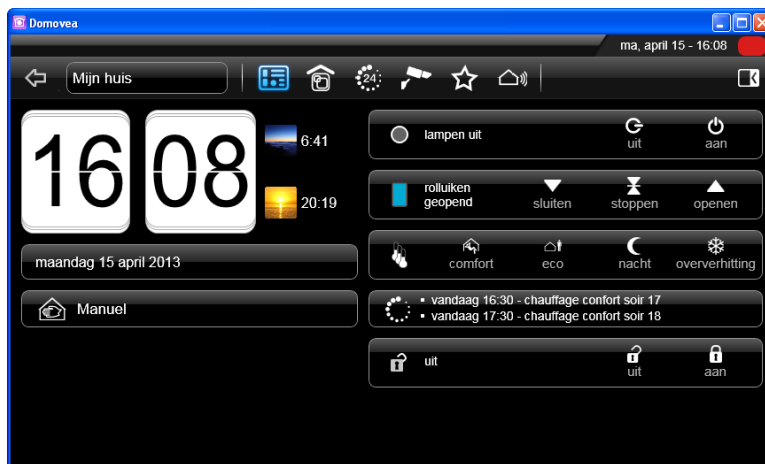 Domovea
ma, april 15 - 16:08
Mijn huis
24
16 08
6:41
20:19
maandag 15 april 2013
Manuel
lampen uit
uit
aan
rolluiken
geopend
sluiten
stoppen
openen
comfort
eco
nacht
oververhitting
▪ vandaag 16:30 - chauffage confort soir 17
▪ vandaag 17:30 - chauffage confort soir 18
uit
uit
aan